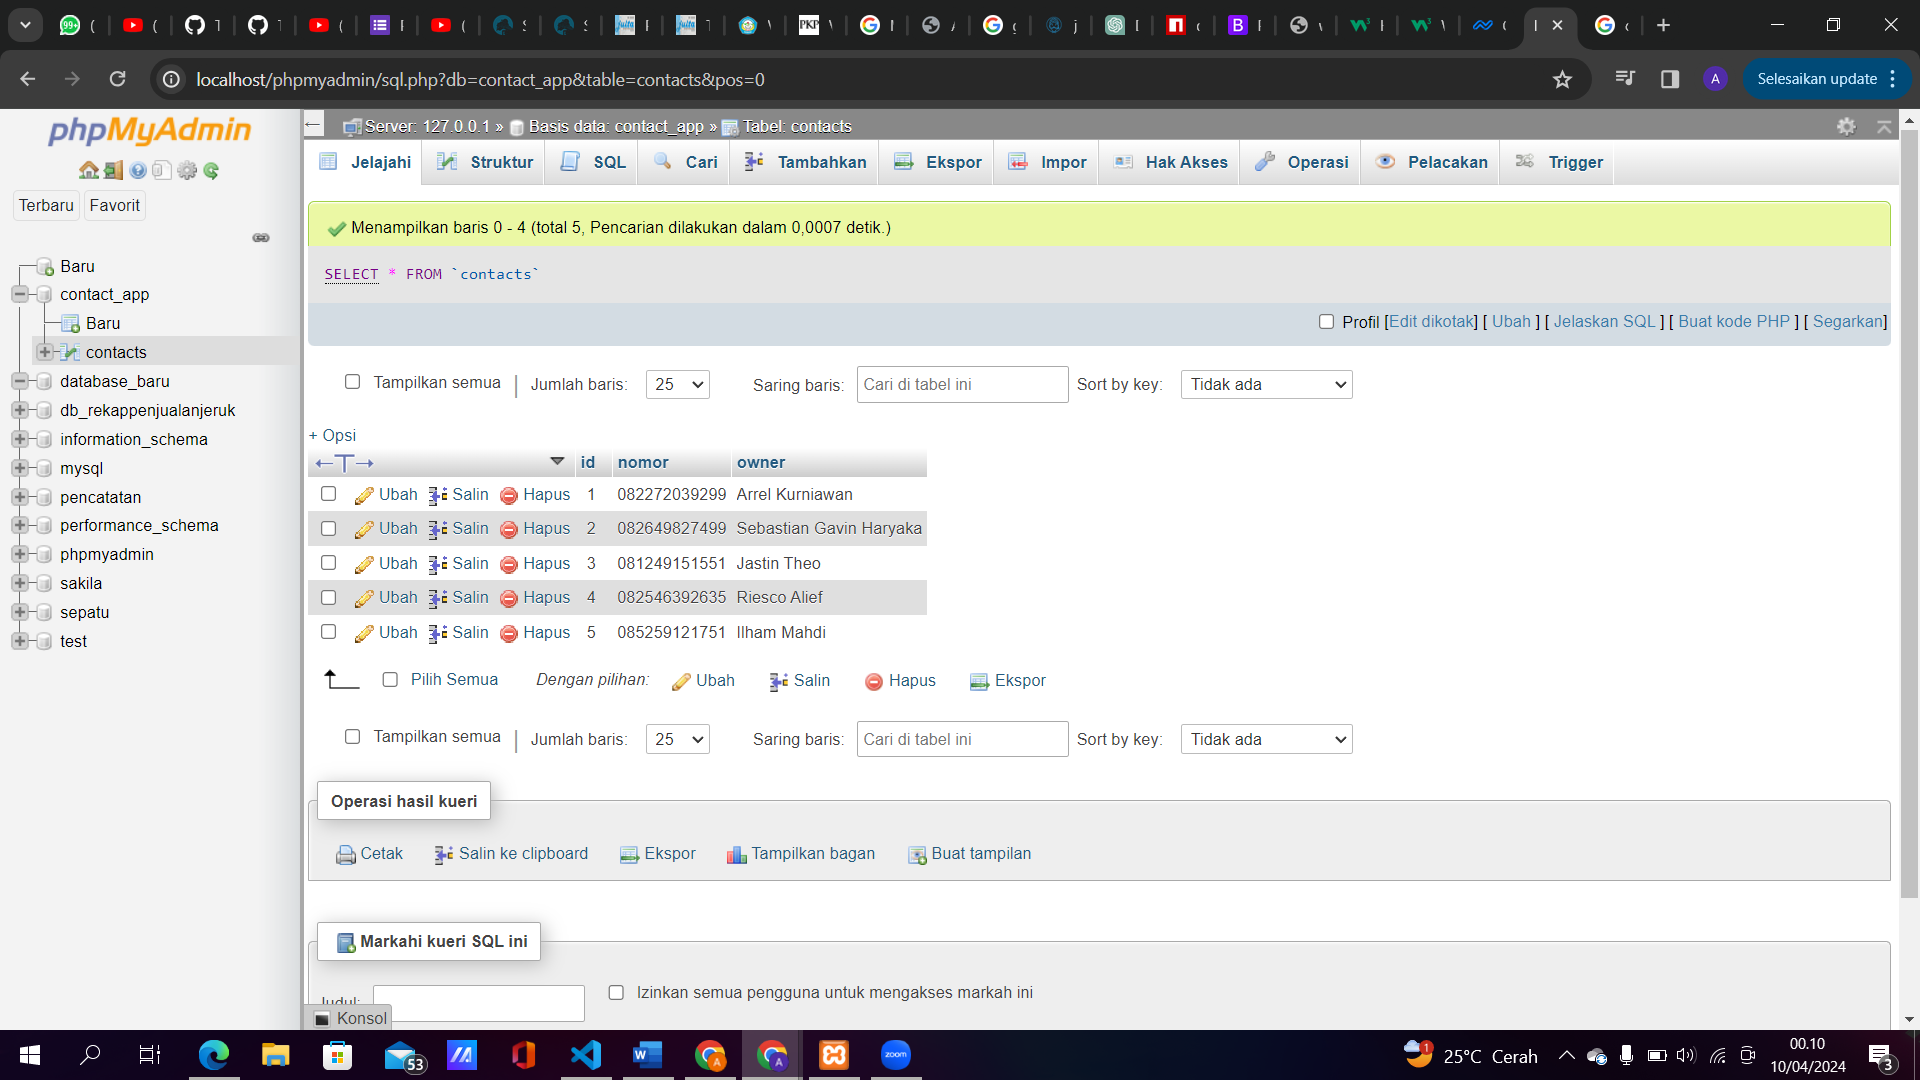 localhost/phpmyadmin/sql.php?db=contact_app&table=contacts&pos=0
A
Selesaikan update
phpMyAdmin
Terbaru Favorit
Baru
contact_app
Baru
contacts
database_baru
db_rekappenjualanjeruk
information_schema
mysql
pencatatan
performance_schema
phpmyadmin
sakila
sepatu
test
Server: 127.0.0.1 » Basis data: contact_app » Tabel: contacts
Jelajahi Struktur SQL Cari Tambahkan Ekspor Impor Hak Akses Operasi Pelacakan Trigger
Menampilkan baris 0 - 4 (total 5, Pencarian dilakukan dalam 0,0007 detik.)
SELECT * FROM `contacts`
Profil [Edit dikotak] [ Ubah ] [ Jelaskan SQL ] [ Buat kode PHP ] [ Segarkan]
Tampilkan semua | Jumlah baris: 25 Saring baris: Cari di tabel ini Sort by key: Tidak ada
+ Opsi
←T→ id nomor owner
Ubah Salin Hapus 1 082272039299 Arrel Kurniawan
Ubah Salin Hapus 2 082649827499 Sebastian Gavin Haryaka
Ubah Salin Hapus 3 081249151551 Jastin Theo
Ubah Salin Hapus 4 082546392635 Riesco Alief
Ubah Salin Hapus 5 085259121751 Ilham Mahdi
Pilih Semua Dengan pilihan: Ubah Salin Hapus Ekspor
Tampilkan semua | Jumlah baris: 25 Saring baris: Cari di tabel ini Sort by key: Tidak ada
Operasi hasil kueri
Cetak Salin ke clipboard Ekspor Tampilkan bagan Buat tampilan
Markahi kueri SQL ini
Judul: Izinkan semua pengguna untuk mengakses markah ini
Konsol
53
zoom
1
25°C Cerah
00.10
10/04/2024
3